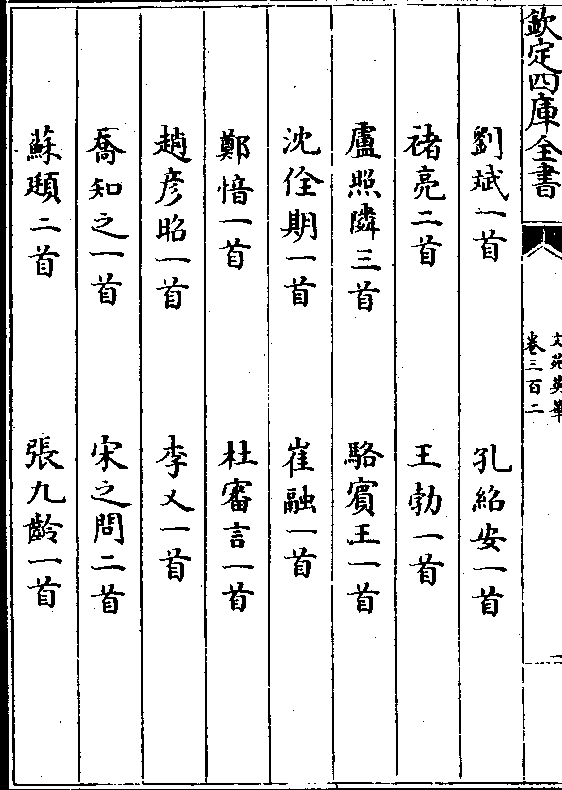 欽定四庫全書
文苑英華
卷三百二
劉斌一首
孔紹安一首
禇亮二首
王勃一首
盧照隣三首
駱賓王一首
沈佺期一首
崔融一首
鄭愔一首
杜審言一首
趙彦昭一首
李乂一首
喬知之一首
宋之問二首
蘇頲二首
張九齡一首